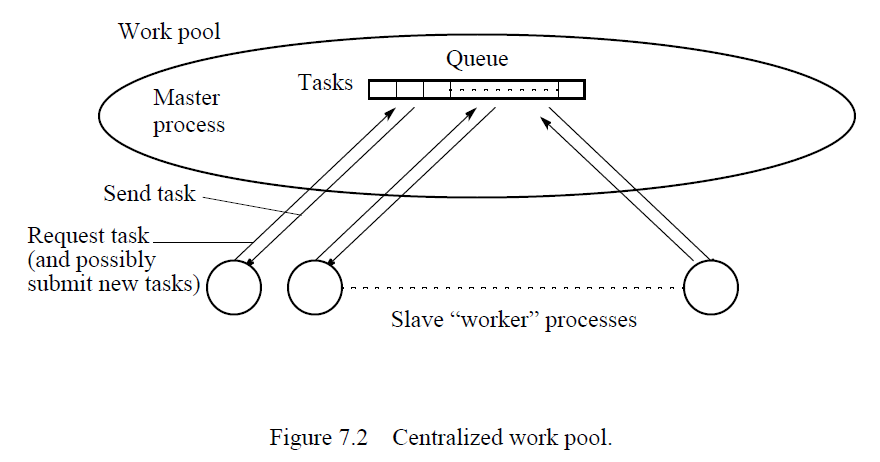 Work pool
Queue
Tasks
Master
process
Send task
Request task
(and possibly
submit new tasks)
Slave “worker” processes
Figure 7.2 Centralized work pool.